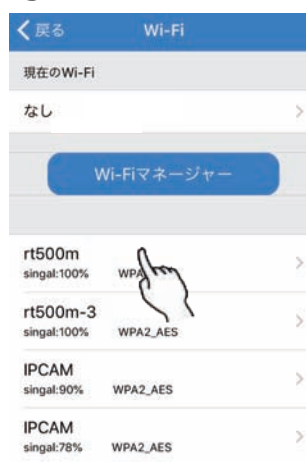 戻る Wi-Fi
現在のWi-Fi
なし
Wi-Fiマネージャー
rt500m
singal:100%
rt500m-3
singal:100% WPA2_AES
IPCAM
singal:90% WPA2_AES
IPCAM
singal:78% WPA2_AES